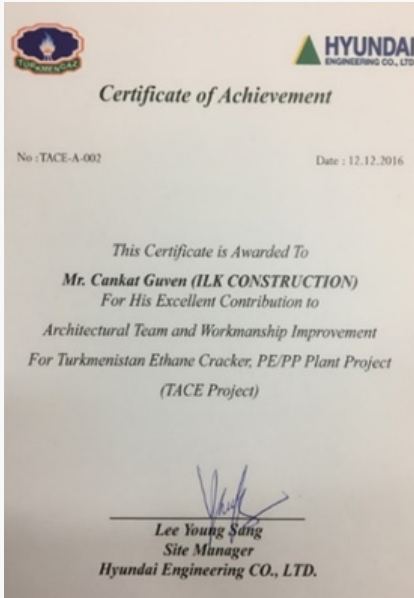 TURKMENGAZ
HYUNDAI
ENGINEERING CO., LTD
Certificate of Achievement
No : TACE-A-002
Date : 12.12.2016
This Certificate is Awarded To
Mr. Cankat Guven (ILK CONSTRUCTION)
For His Excellent Contribution to
Architectural Team and Workmanship Improvement
For Turkmenistan Ethane Cracker, PE/PP Plant Project
(TACE Project)
Lee Young Sang
Site Manager
Hyundai Engineering CO., LTD.